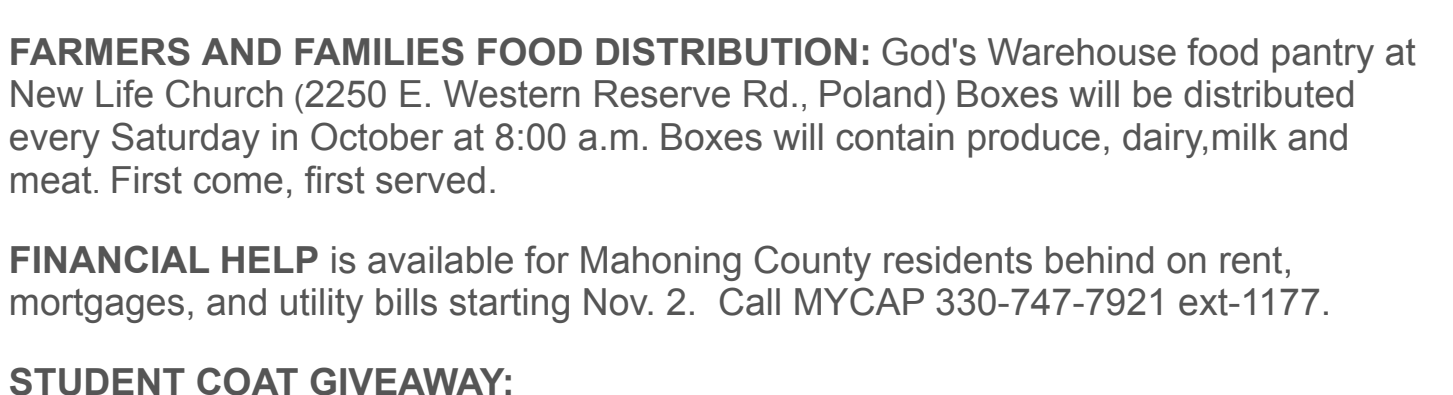 FARMERS AND FAMILIES FOOD DISTRIBUTION: God's Warehouse food pantry at
New Life Church (2250 E. Western Reserve Rd., Poland) Boxes will be distributed
every Saturday in October at 8:00 a.m. Boxes will contain produce, dairy,milk and
meat. First come, first served.
FINANCIAL HELP is available for Mahoning County residents behind on rent,
mortgages, and utility bills starting Nov. 2.  Call MYCAP 330-747-7921 ext-1177.
STUDENT COAT GIVEAWAY: